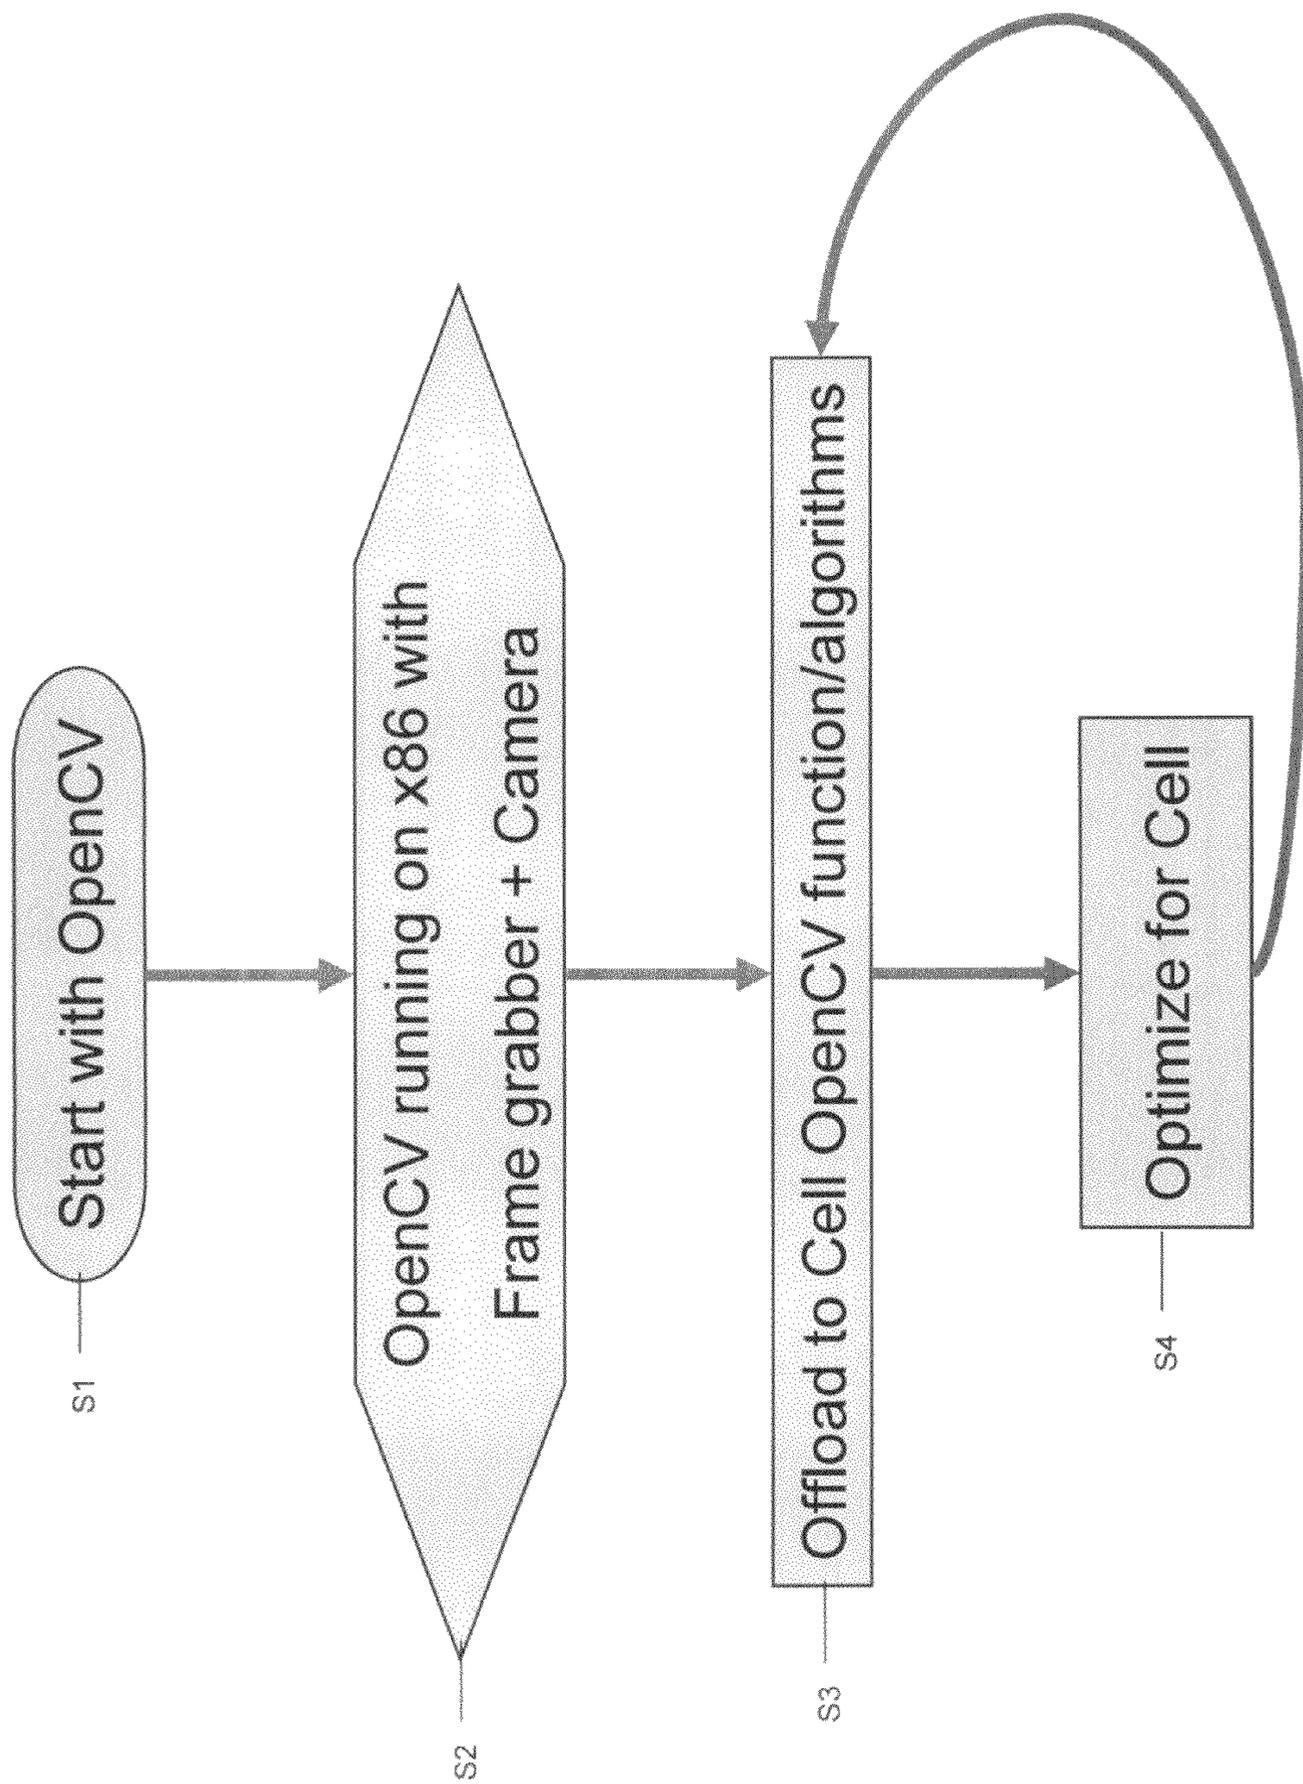 S1
Start with OpenCV
S2
OpenCV running on x86 with
Frame grabber + Camera
S3
Offload to Cell OpenCV function/algorithms
S4
Optimize for Cell